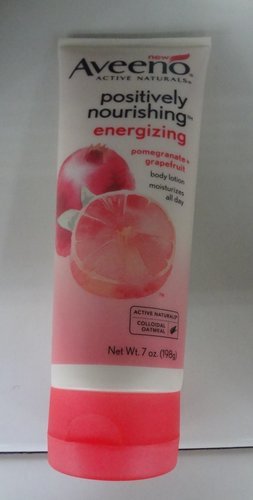 new
Aveeno®
ACTIVE NATURALS®
positively
nourishing™
energizing
pomegranate+
grapefruit
body lotion
moisturizes
all day
ACTIVE NATURALS®
COLLOIDAL
OATMEAL
Net Wt. 7 oz. (198g)